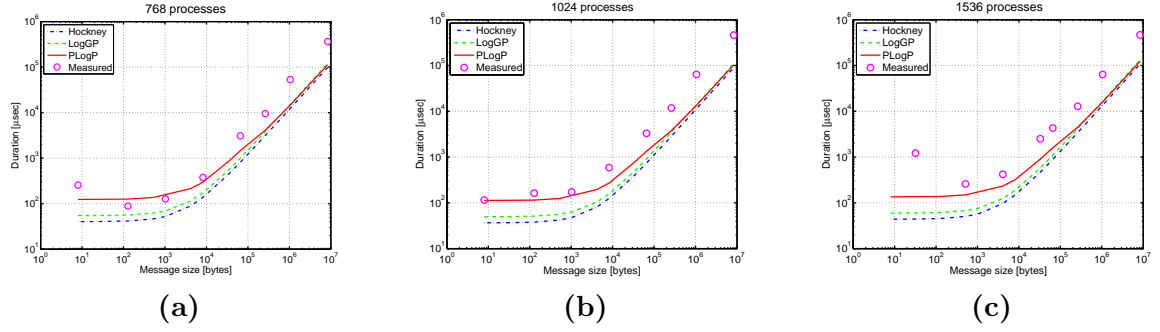 768 processes
Hockney
LogGP
PLogP
Measured
Duration [μsec]
10^6
10^5
10^4
10^3
10^2
10^1
10^0 10^1 10^2 10^3 10^4 10^5 10^6 10^7
Message size [bytes]
(a)
1024 processes
Hockney
LogGP
PLogP
Measured
Duration [μsec]
10^6
10^5
10^4
10^3
10^2
10^1
10^0 10^1 10^2 10^3 10^4 10^5 10^6 10^7
Message size [bytes]
(b)
1536 processes
Hockney
LogGP
PLogP
Measured
Duration [μsec]
10^6
10^5
10^4
10^3
10^2
10^1
10^0 10^1 10^2 10^3 10^4 10^5 10^6 10^7
Message size [bytes]
(c)